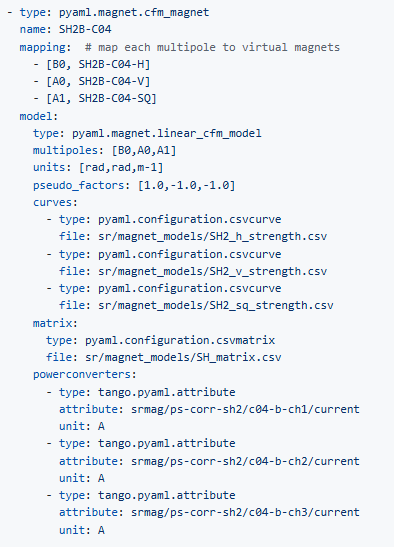 - type: pyaml.magnet.cfm_magnet
  name: SH2B-C04
  mapping:  # map each multipole to virtual magnets
    - [B0, SH2B-C04-H]
    - [A0, SH2B-C04-V]
    - [A1, SH2B-C04-SQ]
  model:
    type: pyaml.magnet.linear_cfm_model
    multipoles: [B0,A0,A1]
    units: [rad,rad,m-1]
    pseudo_factors: [1.0,-1.0,-1.0]
    curves:
      - type: pyaml.configuration.csvcurve
        file: sr/magnet_models/SH2_h_strength.csv
      - type: pyaml.configuration.csvcurve
        file: sr/magnet_models/SH2_v_strength.csv
      - type: pyaml.configuration.csvcurve
        file: sr/magnet_models/SH2_sq_strength.csv
    matrix:
      type: pyaml.configuration.csvmatrix
      file: sr/magnet_models/SH_matrix.csv
    powerconverters:
      - type: tango.pyaml.attribute
        attribute: srmag/ps-corr-sh2/c04-b-ch1/current
        unit: A
      - type: tango.pyaml.attribute
        attribute: srmag/ps-corr-sh2/c04-b-ch2/current
        unit: A
      - type: tango.pyaml.attribute
        attribute: srmag/ps-corr-sh2/c04-b-ch3/current
        unit: A